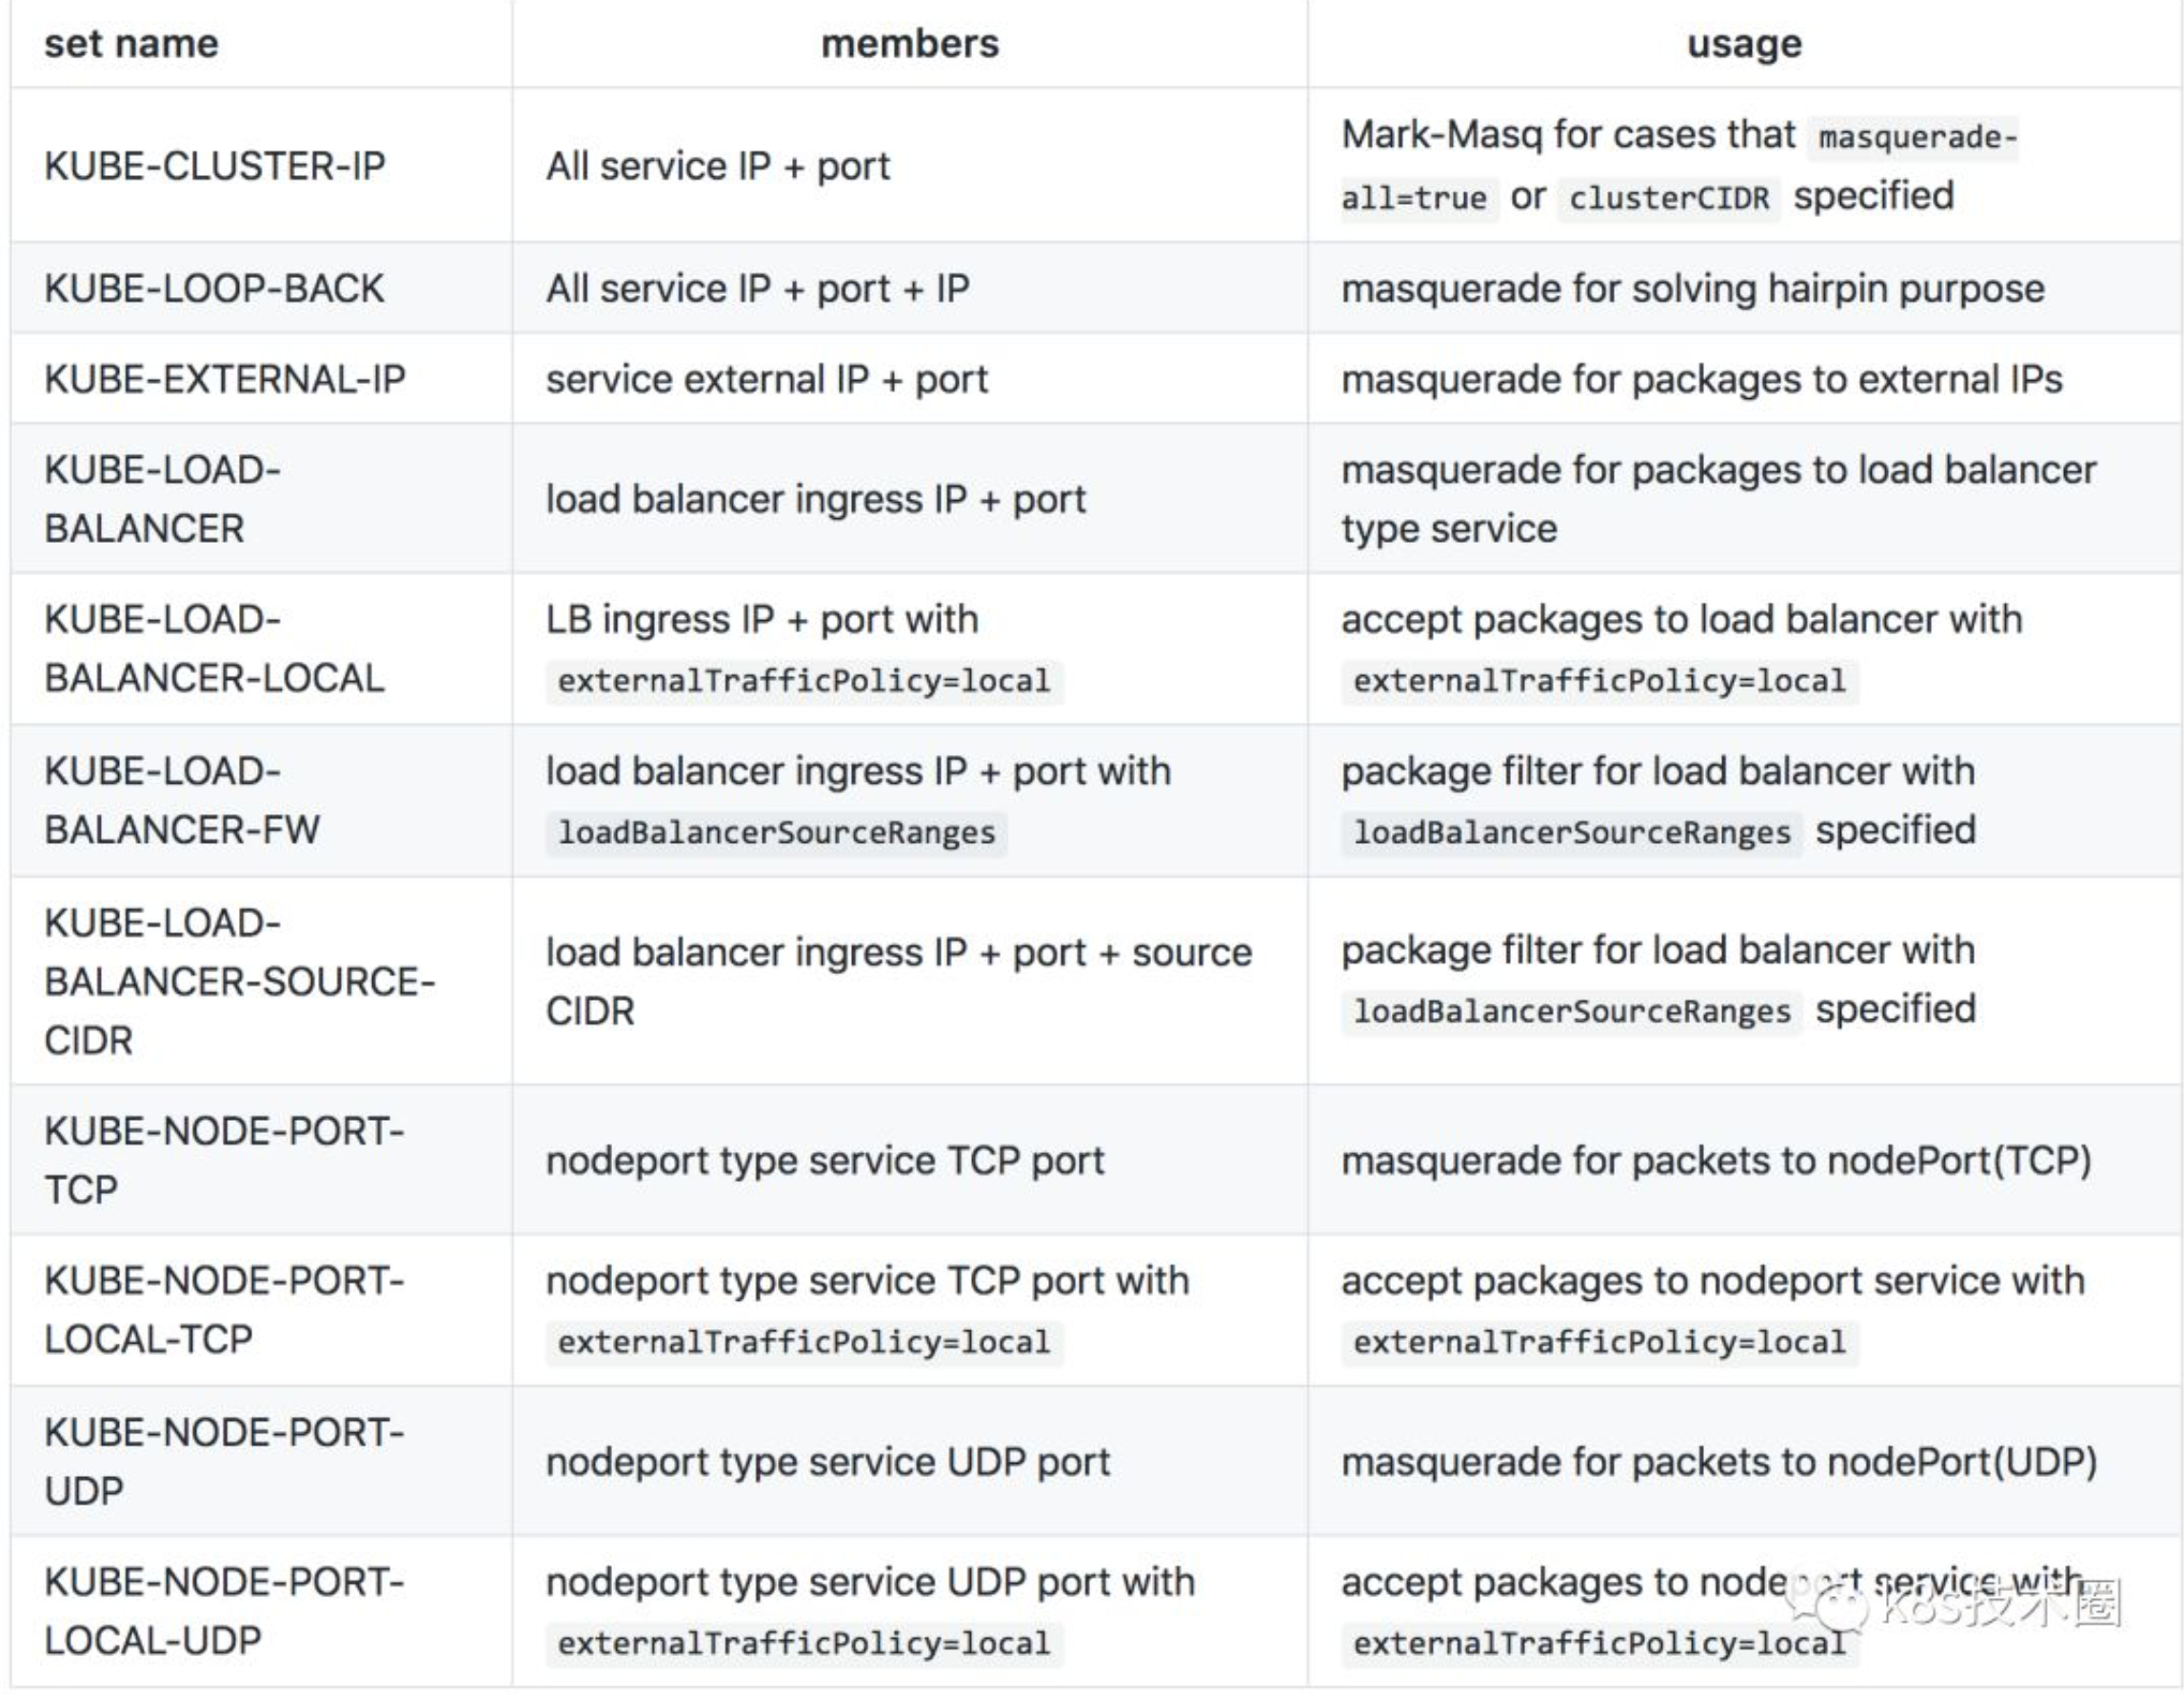 set name members usage
KUBE-CLUSTER-IP All service IP + port Mark-Masq for cases that masquerade-
all=true or clusterCIDR specified
KUBE-LOOP-BACK All service IP + port + IP masquerade for solving hairpin purpose
KUBE-EXTERNAL-IP service external IP + port masquerade for packages to external IPs
KUBE-LOAD-
BALANCER
load balancer ingress IP + port
masquerade for packages to load balancer
type service
KUBE-LOAD-
BALANCER-LOCAL
LB ingress IP + port with
externalTrafficPolicy=local
accept packages to load balancer with
externalTrafficPolicy=local
KUBE-LOAD-
BALANCER-FW
load balancer ingress IP + port with
loadBalancerSourceRanges
package filter for load balancer with
loadBalancerSourceRanges specified
KUBE-LOAD-
BALANCER-SOURCE-
CIDR
load balancer ingress IP + port + source
CIDR
package filter for load balancer with
loadBalancerSourceRanges specified
KUBE-NODE-PORT-
TCP
nodeport type service TCP port
masquerade for packets to nodePort(TCP)
KUBE-NODE-PORT-
LOCAL-TCP
nodeport type service TCP port with
externalTrafficPolicy=local
accept packages to nodeport service with
externalTrafficPolicy=local
KUBE-NODE-PORT-
UDP
nodeport type service UDP port
masquerade for packets to nodePort(UDP)
KUBE-NODE-PORT-
LOCAL-UDP
nodeport type service UDP port with
externalTrafficPolicy=local
accept packages to nodeport service with
externalTrafficPolicy=local
k8s技术圈